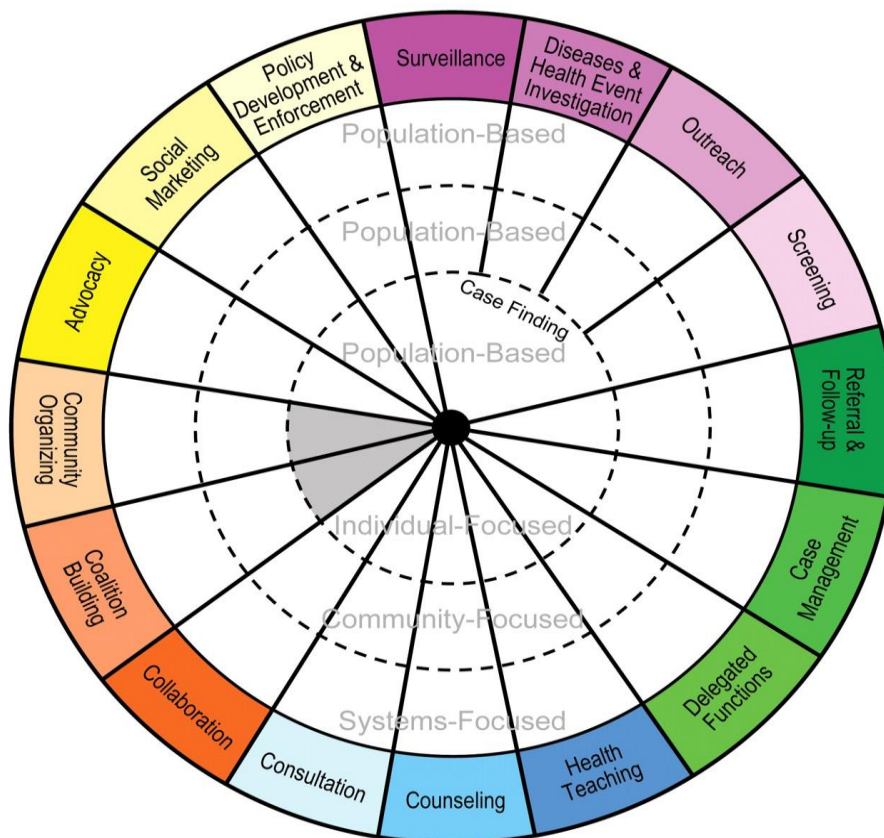 Surveillance
Diseases &
Health Event
Investigation
Outreach
Screening
Referral &
Follow-up
Case
Management
Delegated
Functions
Health
Teaching
Counseling
Consultation
Collaboration
Coalition
Building
Community
Organizing
Advocacy
Social
Marketing
Policy
Development &
Enforcement
Population-Based
Population-Based
Case Finding
Population-Based
Individual-Focused
Community-Focused
Systems-Focused